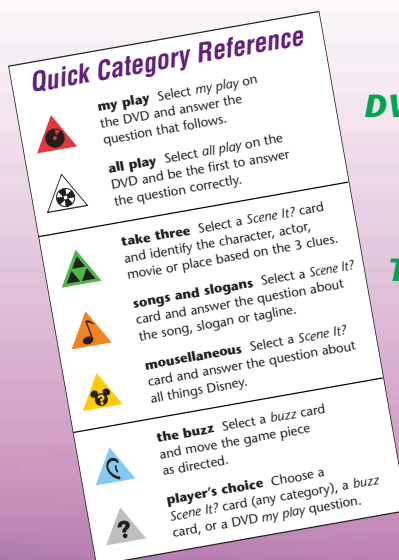 Quick Category Reference
my play Select my play on
the DVD and answer the
question that follows.
all play Select all play on the
DVD and be the first to answer
the question correctly.
take three Select a Scene It? card
and identify the character, actor,
movie or place based on the 3 clues.
songs and slogans Select a Scene It?
card and answer the question about
the song, slogan or tagline.
mousellaneous Select a Scene It?
card and answer the question about
all things Disney.
the buzz Select a buzz card
and move the game piece
as directed.
?
player's choice Choose a
Scene It? card (any category), a buzz
card, or a DVD my play question.
DV
T